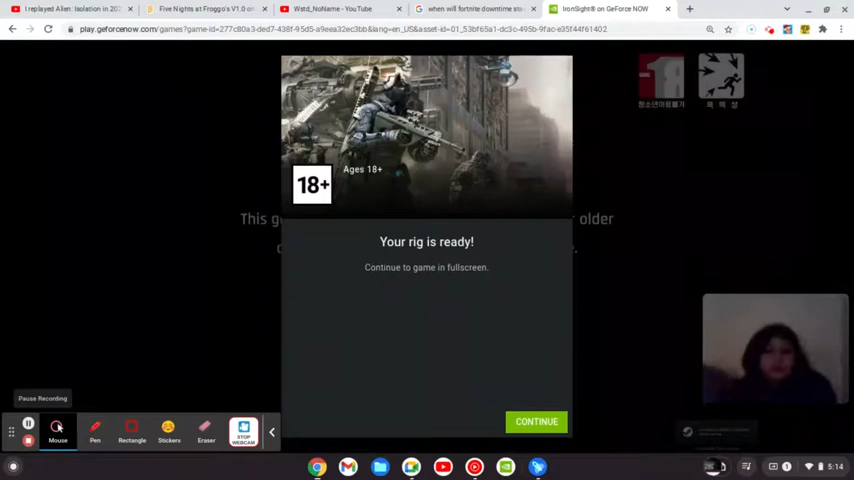 I replayed Alien: Isolation in 202
Five Nights at Froggo's V1.0 on
Wstd_NoName - YouTube
when will fortnite downtime sto
IronSight® on GeForce NOW
play.geforcenow.com/games?game-id=277c80a3-ded7-438f-95d5-a9eea32ec3bb&lang=en_US&asset-id=01_53bf65a1-dc3c-495b-9fac-e35f44f61402
18
청소년이용불가
폭력성
18+
Ages 18+
This g
older
Your rig is ready!
Continue to game in fullscreen.
Pause Recording
Mouse
Pen
Rectangle
Stickers
Eraser
STOP
WEBCAM
CONTINUE
1
5:14